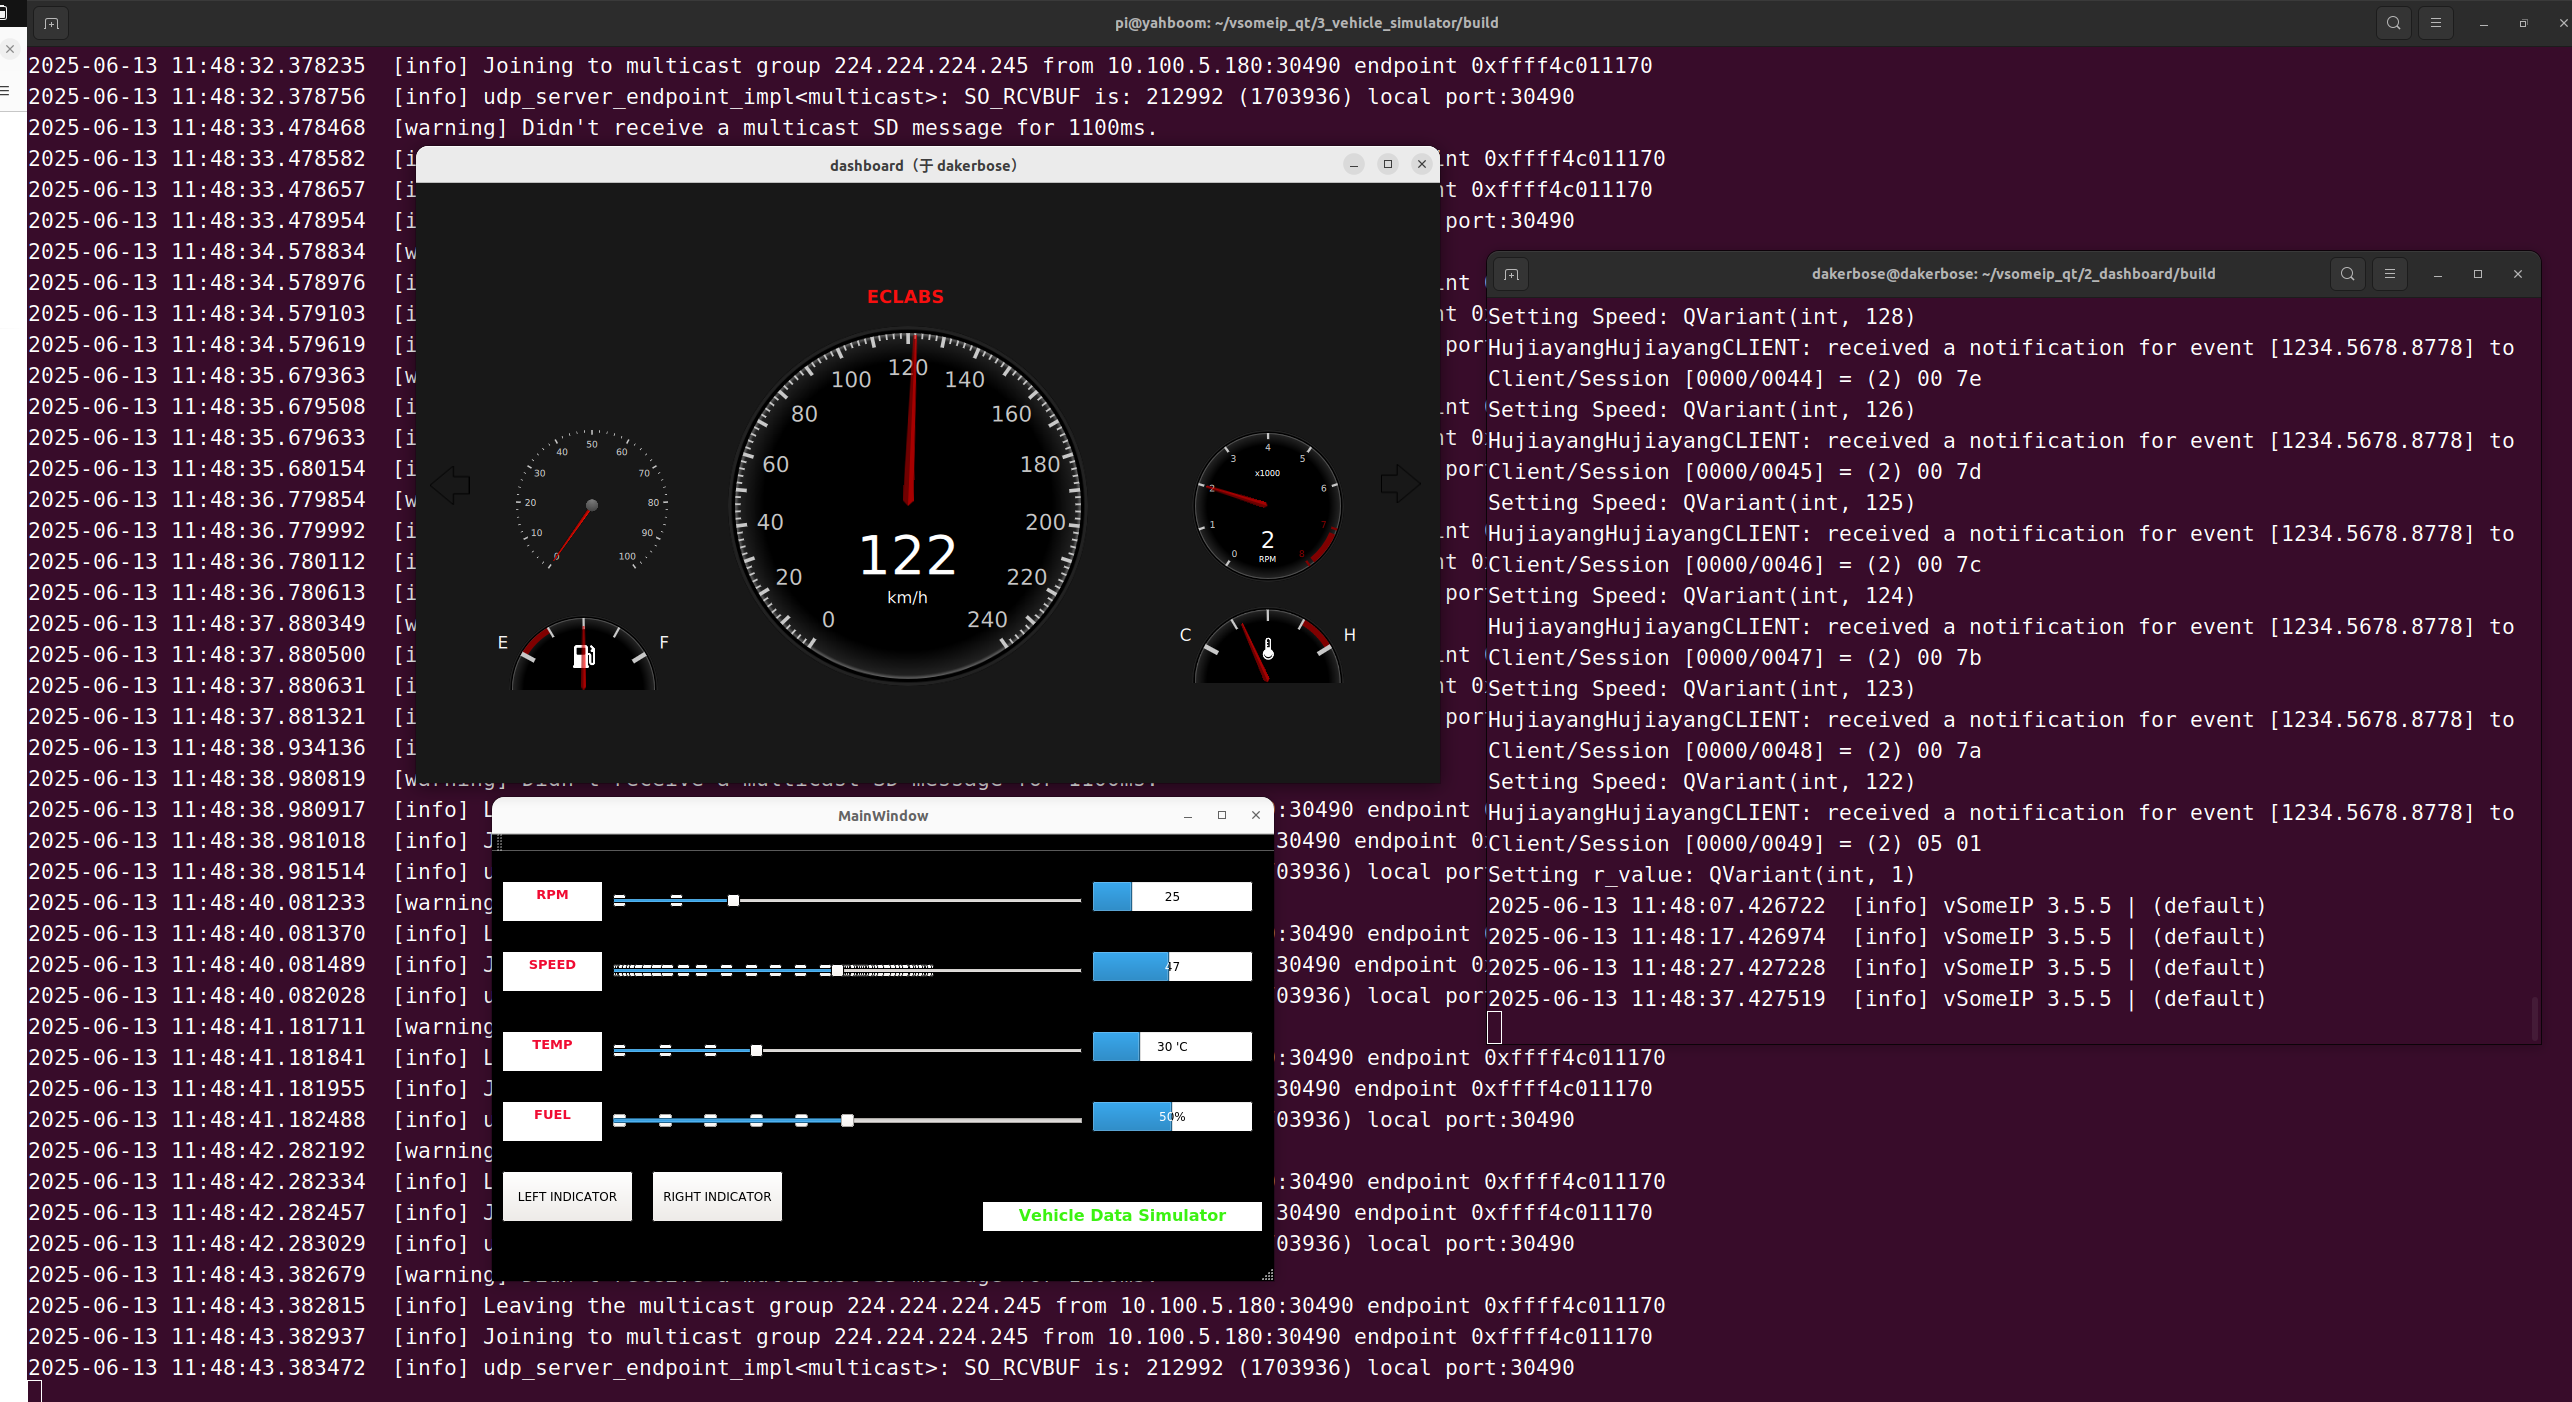 pi@yahboom: ~/vsomeip_qt/3_vehicle_simulator/build
2025-06-13 11:48:32.378235 [info] Joining to multicast group 224.224.224.245 from 10.100.5.180:30490 endpoint 0xffff4c011170
2025-06-13 11:48:32.378756 [info] udp_server_endpoint_impl<multicast>: SO_RCVBUF is: 212992 (1703936) local port:30490
2025-06-13 11:48:33.478468 [warning] Didn't receive a multicast SD message for 1100ms.
2025-06-13 11:48:33.478582 [i int 0xffff4c011170
2025-06-13 11:48:33.478657 [i nt 0xffff4c011170
2025-06-13 11:48:33.478954 [i port:30490
2025-06-13 11:48:34.578834 [w
2025-06-13 11:48:34.578976 [i int
2025-06-13 11:48:34.579103 [i nt 0
2025-06-13 11:48:34.579619 [i por
2025-06-13 11:48:35.679363 [w
2025-06-13 11:48:35.679508 [i int
2025-06-13 11:48:35.679633 [i nt 0
2025-06-13 11:48:35.680154 [i por
2025-06-13 11:48:36.779854 [w
2025-06-13 11:48:36.779992 [i int
2025-06-13 11:48:36.780112 [i nt 0
2025-06-13 11:48:36.780613 [i por
2025-06-13 11:48:37.880349 [w
2025-06-13 11:48:37.880500 [i int
2025-06-13 11:48:37.880631 [i nt 0
2025-06-13 11:48:37.881321 [i por
2025-06-13 11:48:38.934136 [i
2025-06-13 11:48:38.980819 [warning] Didn't receive a multicast SD message for 1100ms.
2025-06-13 11:48:38.980917 [info] L :30490 endpoint
2025-06-13 11:48:38.981018 [info] J 30490 endpoint 0
2025-06-13 11:48:38.981514 [info] u 03936) local por
2025-06-13 11:48:40.081233 [warning
2025-06-13 11:48:40.081370 [info] L :30490 endpoint
2025-06-13 11:48:40.081489 [info] J 30490 endpoint 0
2025-06-13 11:48:40.082028 [info] u 03936) local por
2025-06-13 11:48:41.181711 [warning
2025-06-13 11:48:41.181841 [info] L :30490 endpoint 0xffff4c011170
2025-06-13 11:48:41.181955 [info] J 30490 endpoint 0xffff4c011170
2025-06-13 11:48:41.182488 [info] u 03936) local port:30490
2025-06-13 11:48:42.282192 [warning
2025-06-13 11:48:42.282334 [info] L :30490 endpoint 0xffff4c011170
2025-06-13 11:48:42.282457 [info] J 30490 endpoint 0xffff4c011170
2025-06-13 11:48:42.283029 [info] u 03936) local port:30490
2025-06-13 11:48:43.382679 [warning] Didn't receive a multicast SD message for 1100ms.
2025-06-13 11:48:43.382815 [info] Leaving the multicast group 224.224.224.245 from 10.100.5.180:30490 endpoint 0xffff4c011170
2025-06-13 11:48:43.382937 [info] Joining to multicast group 224.224.224.245 from 10.100.5.180:30490 endpoint 0xffff4c011170
2025-06-13 11:48:43.383472 [info] udp_server_endpoint_impl<multicast>: SO_RCVBUF is: 212992 (1703936) local port:30490
dashboard（于 dakerbose）
ECLABS
0 10 20 30 40 50 60 70 80 90 100
E F
0 20 40 60 80 100 120 140 160 180 200 220 240
122
km/h
0 1 2 3 4 5 6 7 8
x1000
2
RPM
C H
MainWindow
RPM 25
SPEED 47
TEMP 30 'C
FUEL 50%
LEFT INDICATOR RIGHT INDICATOR
Vehicle Data Simulator
dakerbose@dakerbose: ~/vsomeip_qt/2_dashboard/build
Setting Speed: QVariant(int, 128)
HujiayangHujiayangCLIENT: received a notification for event [1234.5678.8778] to
Client/Session [0000/0044] = (2) 00 7e
Setting Speed: QVariant(int, 126)
HujiayangHujiayangCLIENT: received a notification for event [1234.5678.8778] to
Client/Session [0000/0045] = (2) 00 7d
Setting Speed: QVariant(int, 125)
HujiayangHujiayangCLIENT: received a notification for event [1234.5678.8778] to
Client/Session [0000/0046] = (2) 00 7c
Setting Speed: QVariant(int, 124)
HujiayangHujiayangCLIENT: received a notification for event [1234.5678.8778] to
Client/Session [0000/0047] = (2) 00 7b
Setting Speed: QVariant(int, 123)
HujiayangHujiayangCLIENT: received a notification for event [1234.5678.8778] to
Client/Session [0000/0048] = (2) 00 7a
Setting Speed: QVariant(int, 122)
HujiayangHujiayangCLIENT: received a notification for event [1234.5678.8778] to
Client/Session [0000/0049] = (2) 05 01
Setting r_value: QVariant(int, 1)
2025-06-13 11:48:07.426722 [info] vSomeIP 3.5.5 | (default)
2025-06-13 11:48:17.426974 [info] vSomeIP 3.5.5 | (default)
2025-06-13 11:48:27.427228 [info] vSomeIP 3.5.5 | (default)
2025-06-13 11:48:37.427519 [info] vSomeIP 3.5.5 | (default)